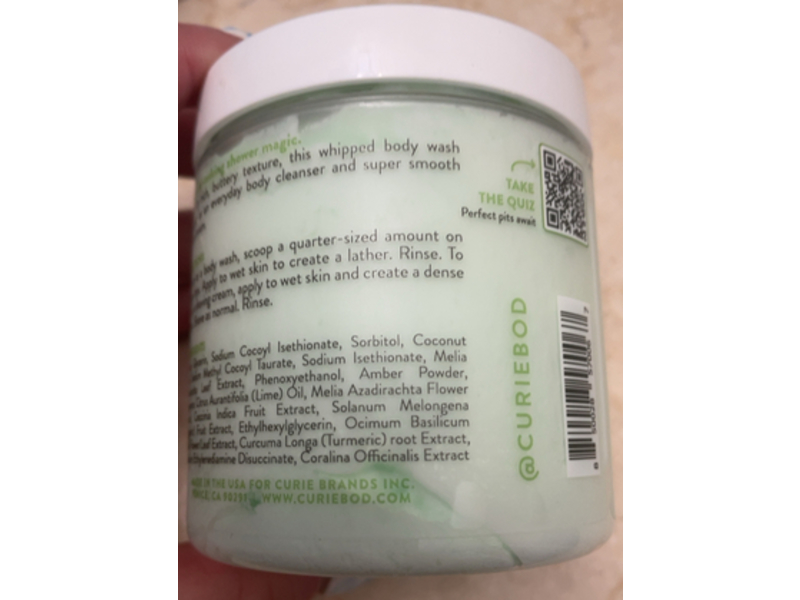 shower magic.
buttery texture, this whipped body wash
everyday body cleanser and super smooth
body wash, scoop a quarter-sized amount on
Apply to wet skin to create a lather. Rinse. To
cream, apply to wet skin and create a dense
as normal. Rinse.
Sodium Cocoyl Isethionate, Sorbitol, Coconut
Methyl Cocoyl Taurate, Sodium Isethionate, Melia
Leaf Extract, Phenoxyethanol, Amber Powder,
Citrus Aurantifolia (Lime) Oil, Melia Azadirachta Flower
Indica Fruit Extract, Solanum Melongena
Fruit Extract, Ethylhexylglycerin, Ocimum Basilicum
Leaf Extract, Curcuma Longa (Turmeric) root Extract,
Disuccinate, Coralina Officinalis Extract
IN THE USA FOR CURIE BRANDS INC.
CA 90291 | WWW.CURIEBOD.COM
TAKE
THE QUIZ
Perfect pits await
@CURIEBOD